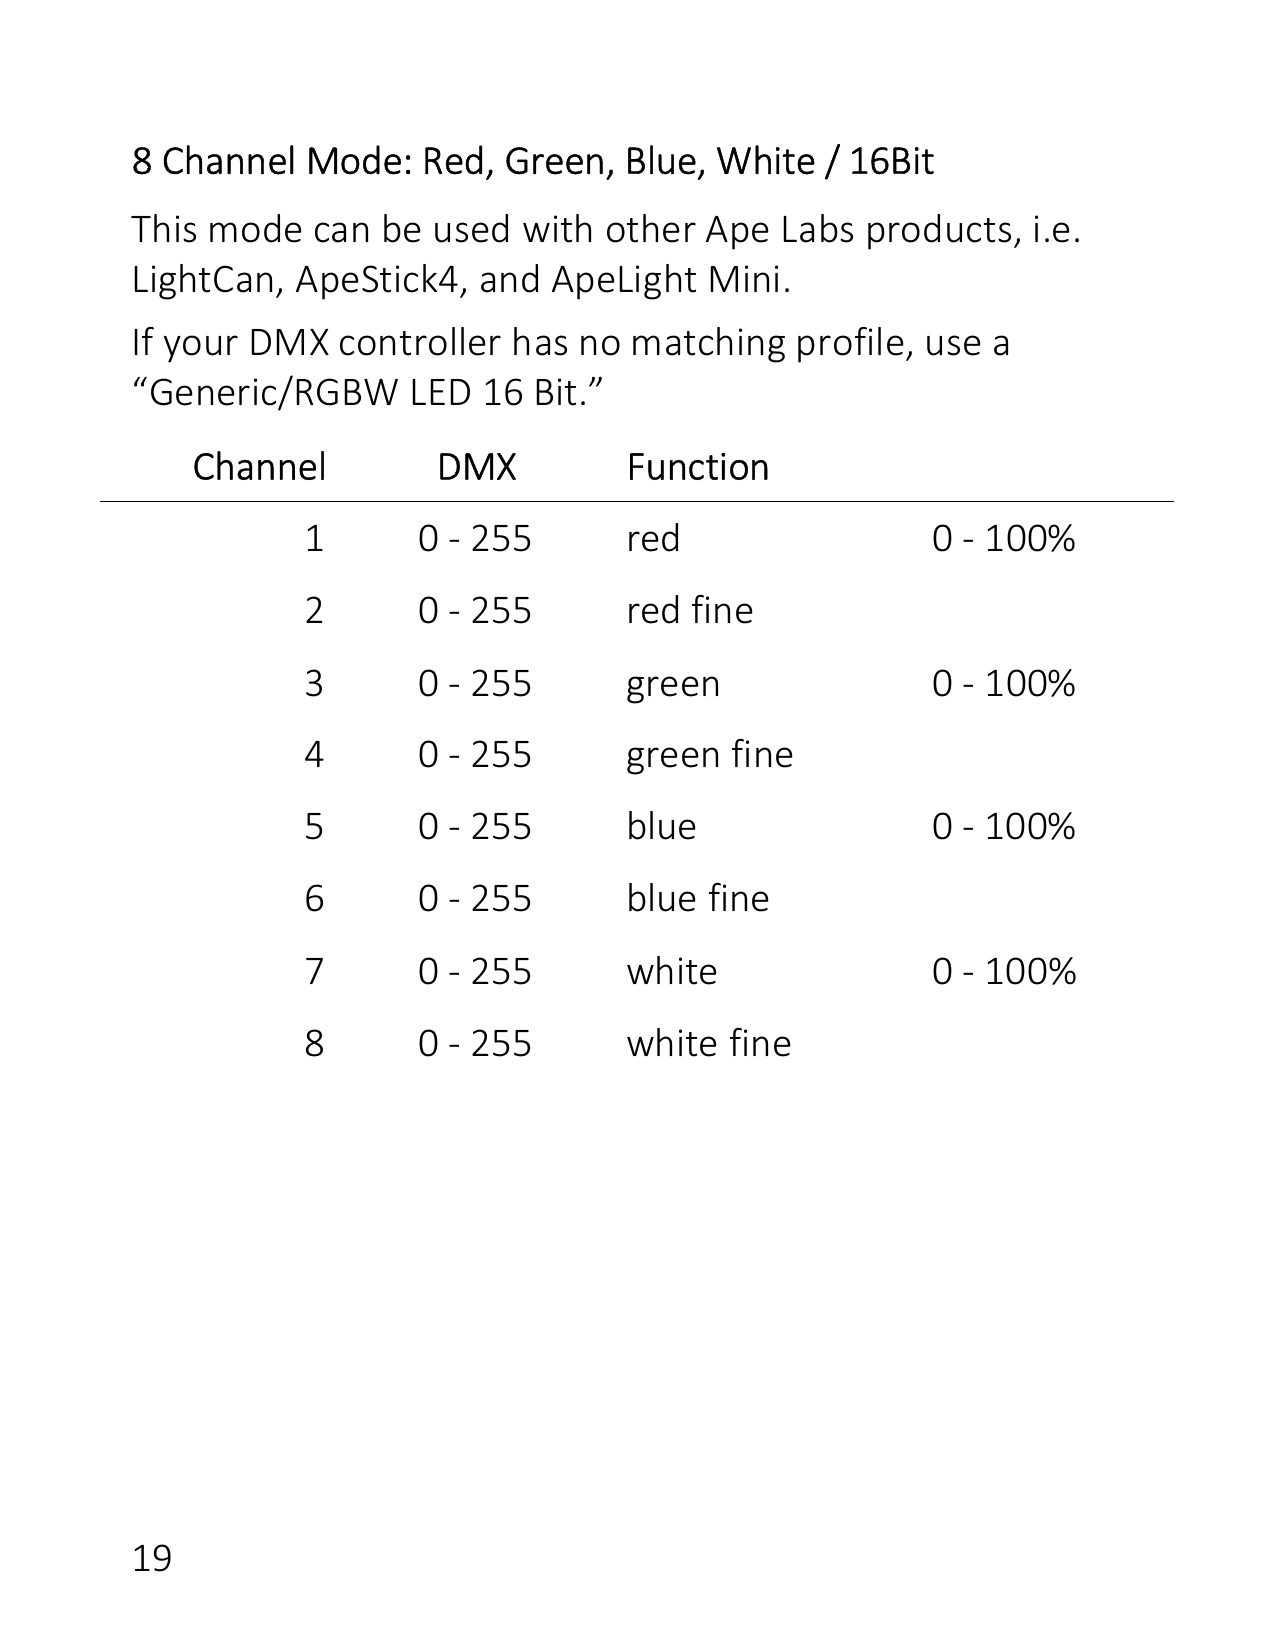 8 Channel Mode: Red, Green, Blue, White / 16Bit
This mode can be used with other Ape Labs products, i.e.
LightCan, ApeStick4, and ApeLight Mini.
If your DMX controller has no matching profile, use a
“Generic/RGBW LED 16 Bit.”
Channel DMX Function
1 0 - 255 red 0 - 100%
2 0 - 255 red fine
3 0 - 255 green 0 - 100%
4 0 - 255 green fine
5 0 - 255 blue 0 - 100%
6 0 - 255 blue fine
7 0 - 255 white 0 - 100%
8 0 - 255 white fine
19